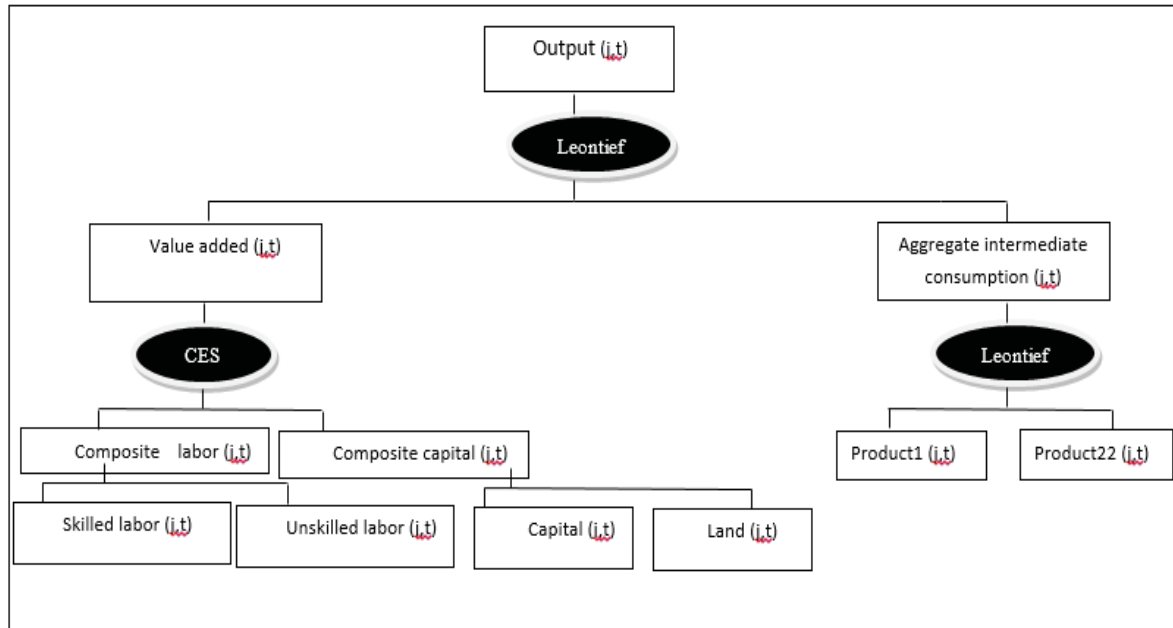 Output (j,t)
Leontief
Value added (j,t)
Aggregate intermediate
consumption (j,t)
CES
Leontief
Composite labor (j,t)
Composite capital (j,t)
Product1 (j,t)
Product22 (j,t)
Skilled labor (j,t)
Unskilled labor (j,t)
Capital (j,t)
Land (j,t)